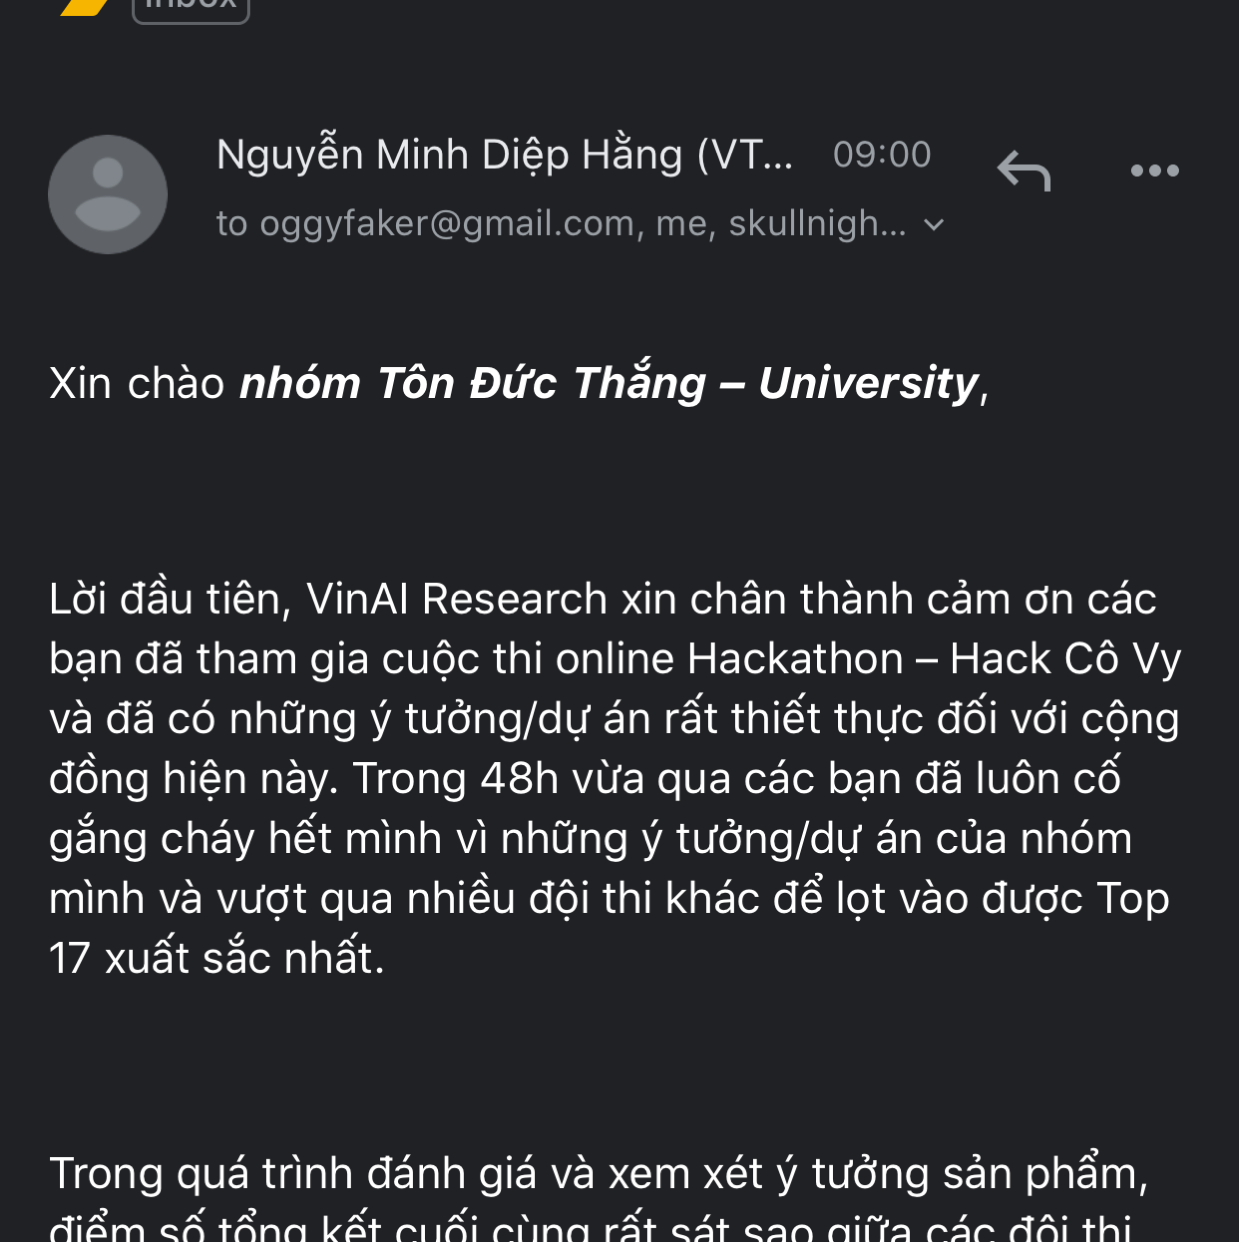 Inbox
Nguyễn Minh Diệp Hằng (VT... 09:00
to oggyfaker@gmail.com, me, skullnigh...
Xin chào nhóm Tôn Đức Thắng – University,
Lời đầu tiên, VinAI Research xin chân thành cảm ơn các
bạn đã tham gia cuộc thi online Hackathon – Hack Cô Vy
và đã có những ý tưởng/dự án rất thiết thực đối với cộng
đồng hiện này. Trong 48h vừa qua các bạn đã luôn cố
gắng cháy hết mình vì những ý tưởng/dự án của nhóm
mình và vượt qua nhiều đội thi khác để lọt vào được Top
17 xuất sắc nhất.
Trong quá trình đánh giá và xem xét ý tưởng sản phẩm,
điểm số tổng kết cuối cùng rất sát sao giữa các đội thi